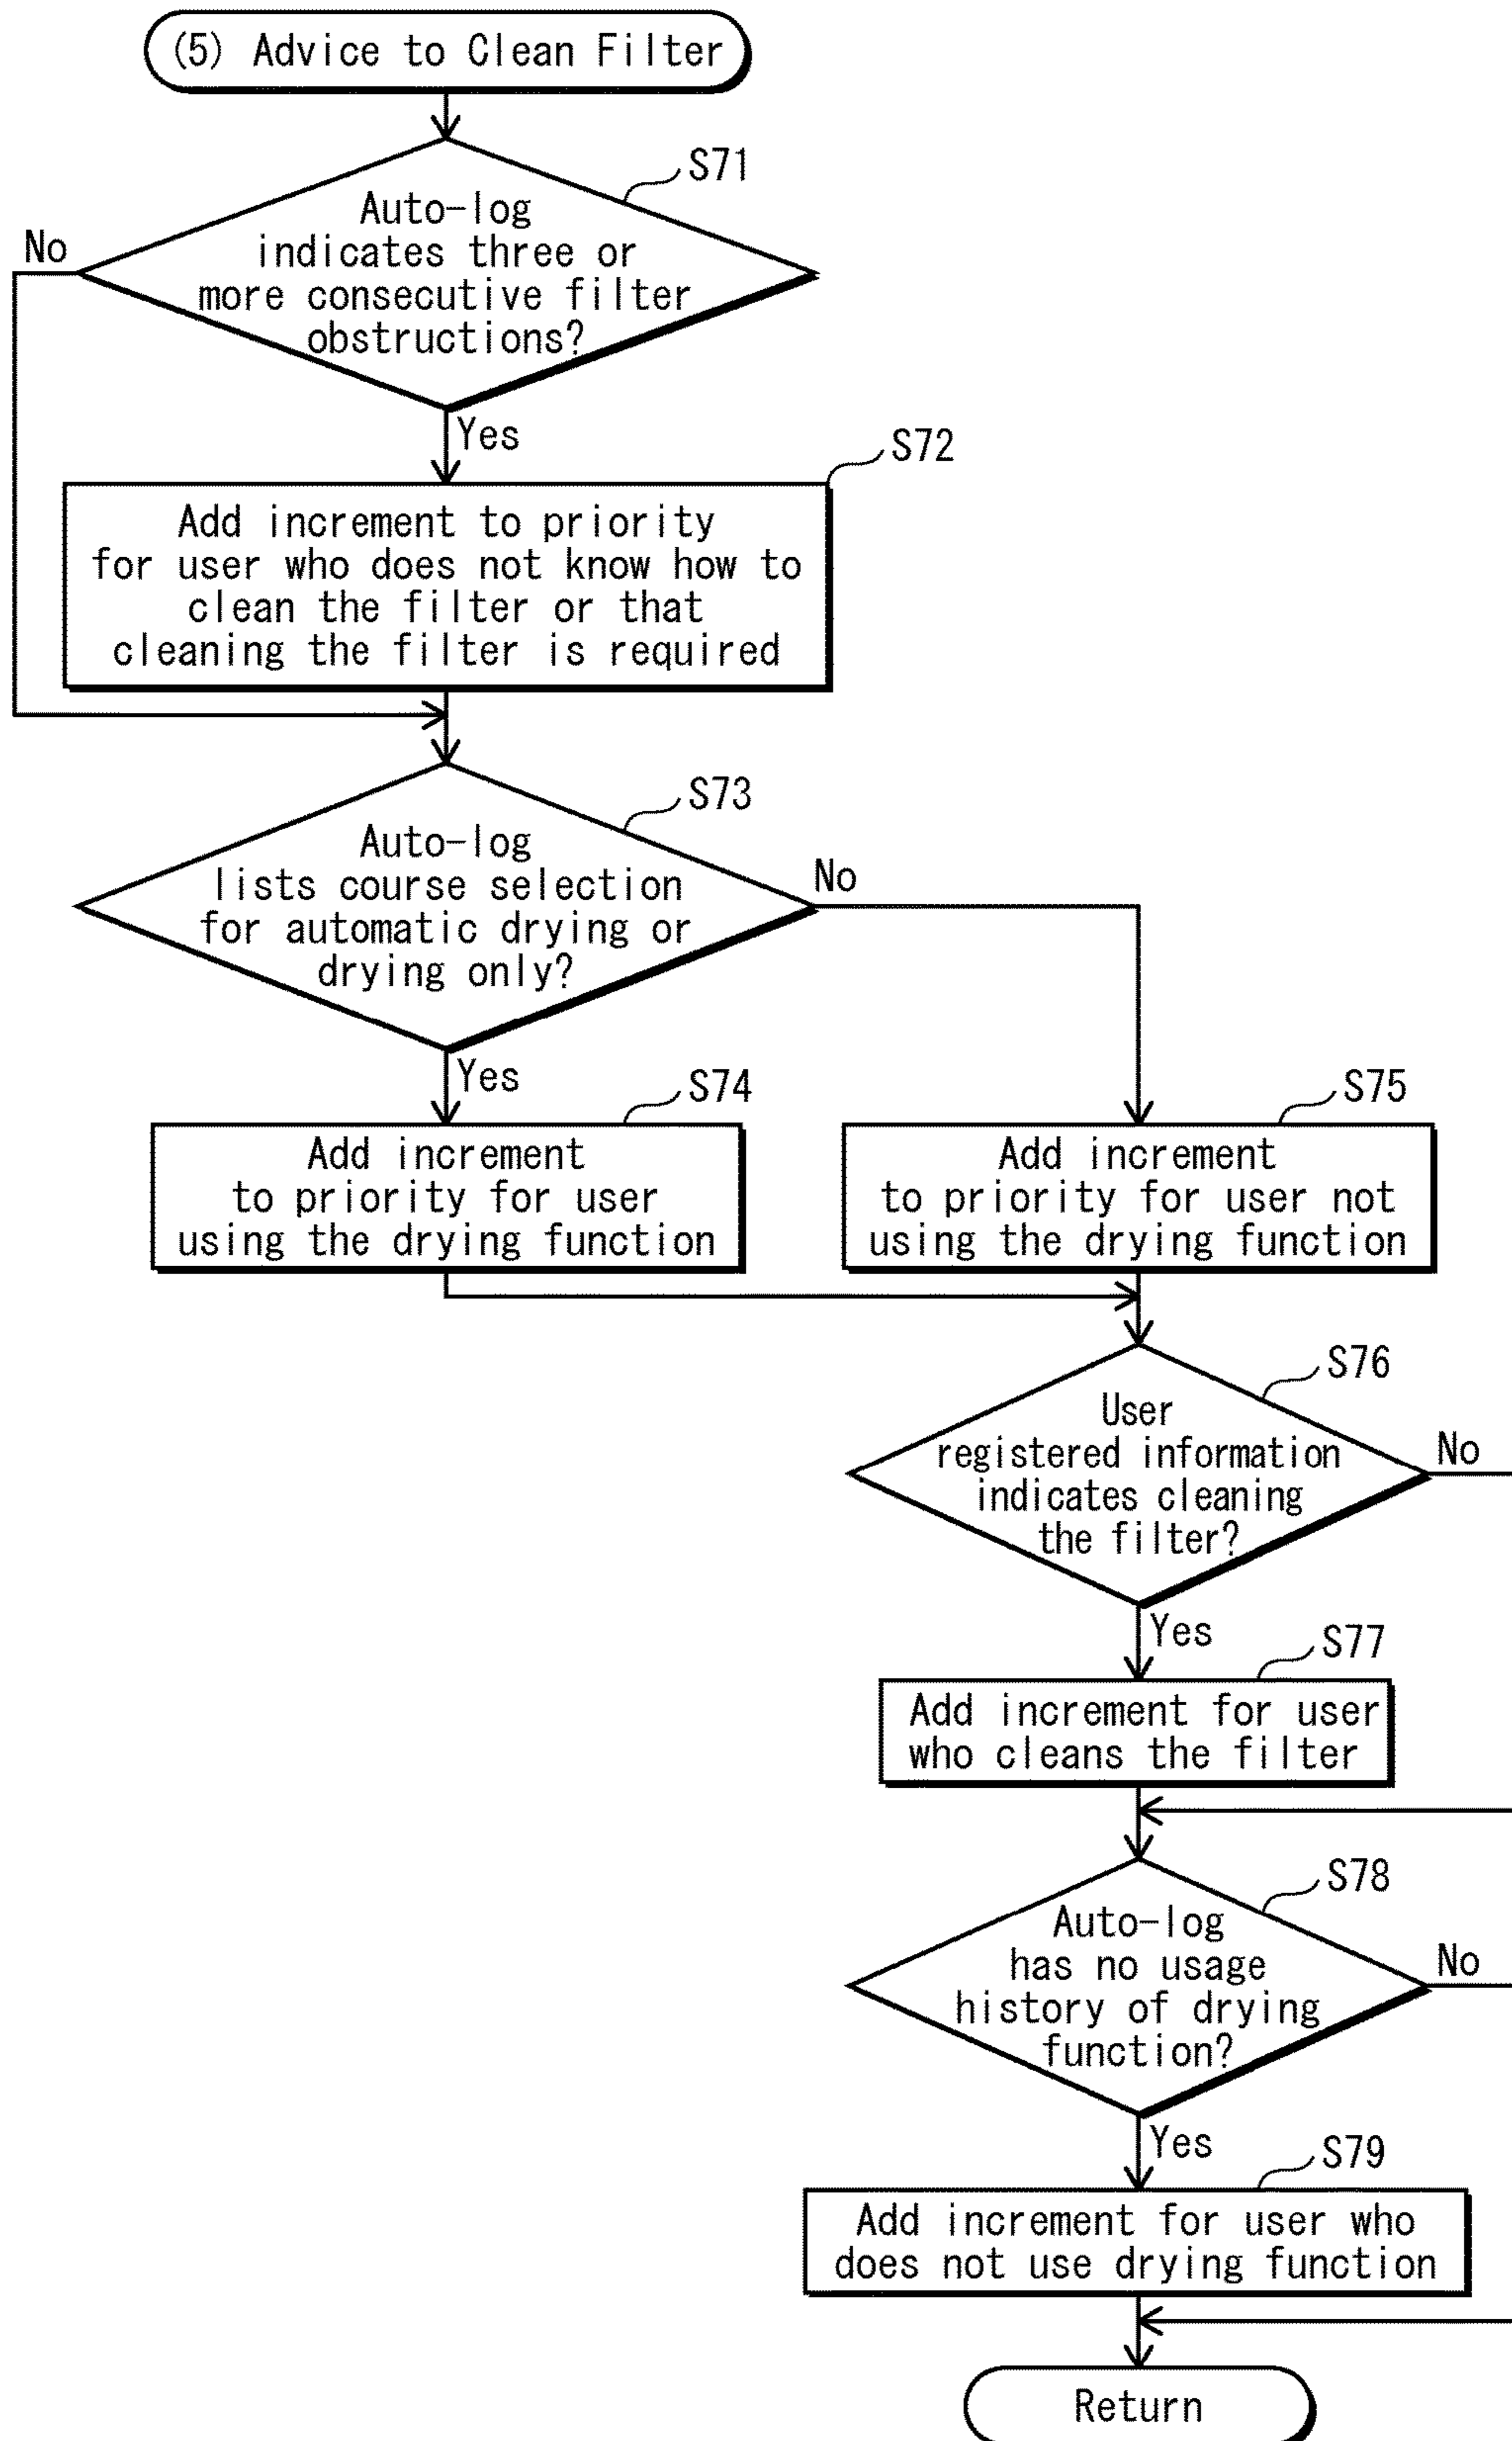 (5) Advice to Clean Filter
S71
Auto-log
indicates three or
more consecutive filter
obstructions?
No
Yes
S72
Add increment to priority
for user who does not know how to
clean the filter or that
cleaning the filter is required
S73
Auto-log
lists course selection
for automatic drying or
drying only?
No
Yes
S74
Add increment
to priority for user
using the drying function
S75
Add increment
to priority for user not
using the drying function
S76
User
registered information
indicates cleaning
the filter?
No
Yes
S77
Add increment for user
who cleans the filter
S78
Auto-log
has no usage
history of drying
function?
No
Yes
S79
Add increment for user who
does not use drying function
Return